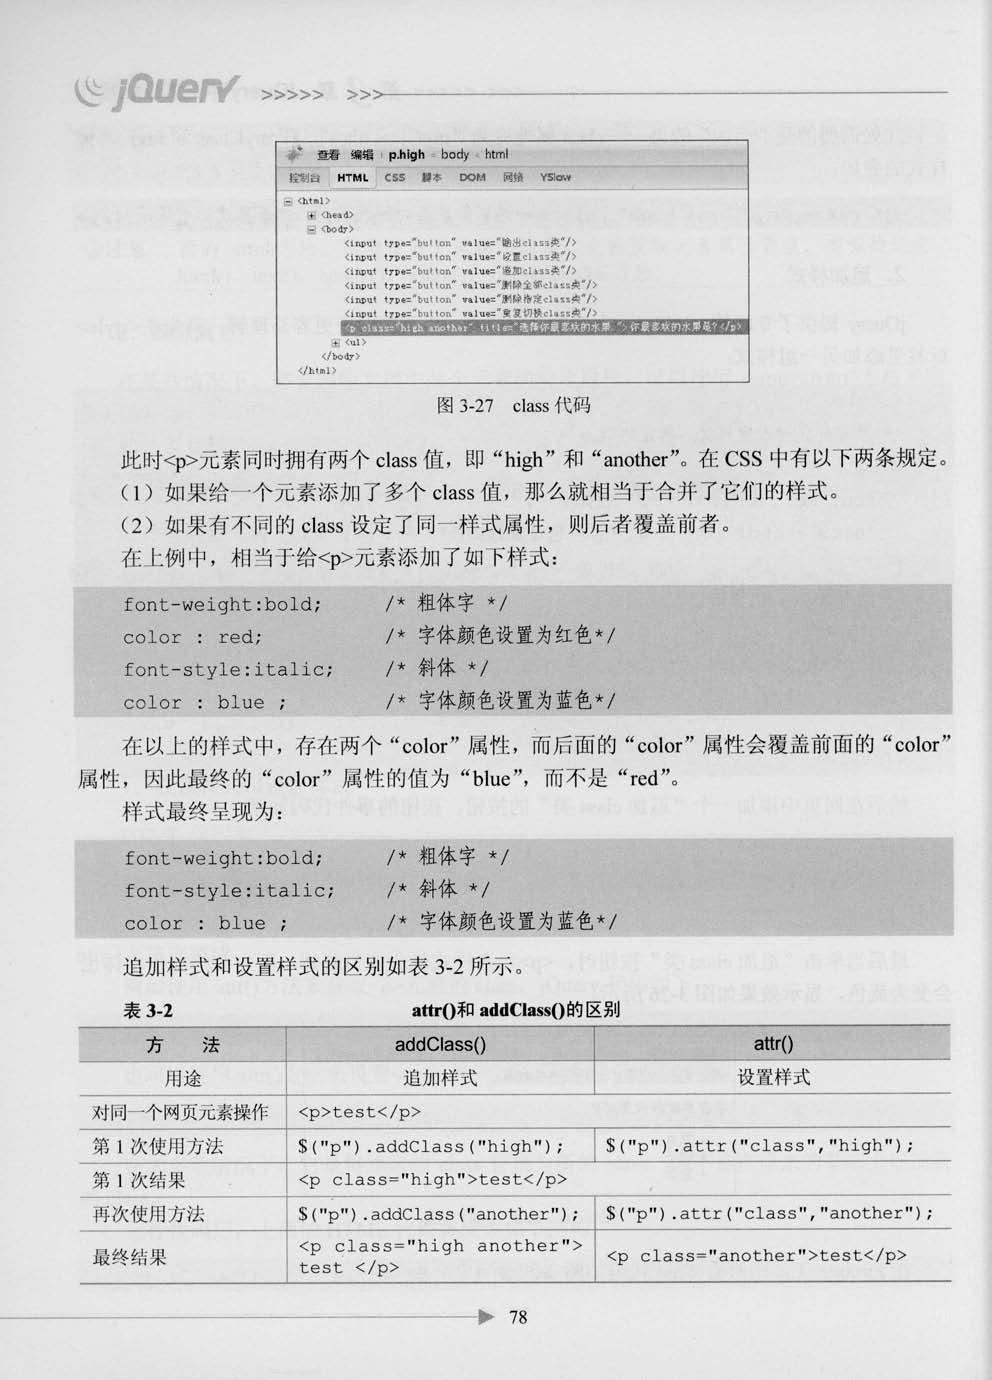 jQuery >>>>> >>>
查看 编辑 p.high < body < html
控制台 HTML CSS 脚本 DOM 网络 YSlow
<html>
<head>
<body>
<input type="button" value="输出class类"/>
<input type="button" value="设置class类"/>
<input type="button" value="追加class类"/>
<input type="button" value="删除全部class类"/>
<input type="button" value="删除指定class类"/>
<input type="button" value="重复切换class类"/>
<p class="high another" title="选择你最喜欢的水果.">你最喜欢的水果是?</p>
<ul>
</body>
</html>
图 3-27 class 代码
此时<p>元素同时拥有两个 class 值，即“high”和“another”。在 CSS 中有以下两条规定。
（1）如果给一个元素添加了多个 class 值，那么就相当于合并了它们的样式。
（2）如果有不同的 class 设定了同一样式属性，则后者覆盖前者。
在上例中，相当于给<p>元素添加了如下样式：
font-weight:bold; /* 粗体字 */
color : red; /* 字体颜色设置为红色*/
font-style:italic; /* 斜体 */
color : blue ; /* 字体颜色设置为蓝色*/
在以上的样式中，存在两个“color”属性，而后面的“color”属性会覆盖前面的“color”
属性，因此最终的“color”属性的值为“blue”，而不是“red”。
样式最终呈现为：
font-weight:bold; /* 粗体字 */
font-style:italic; /* 斜体 */
color : blue ; /* 字体颜色设置为蓝色*/
追加样式和设置样式的区别如表 3-2 所示。
表 3-2 attr()和 addClass()的区别
方 法 addClass() attr()
用途 追加样式 设置样式
对同一个网页元素操作 <p>test</p>
第 1 次使用方法 $("p").addClass("high"); $("p").attr("class","high");
第 1 次结果 <p class="high">test</p>
再次使用方法 $("p").addClass("another"); $("p").attr("class","another");
最终结果 <p class="high another">
test </p> <p class="another">test</p>
78